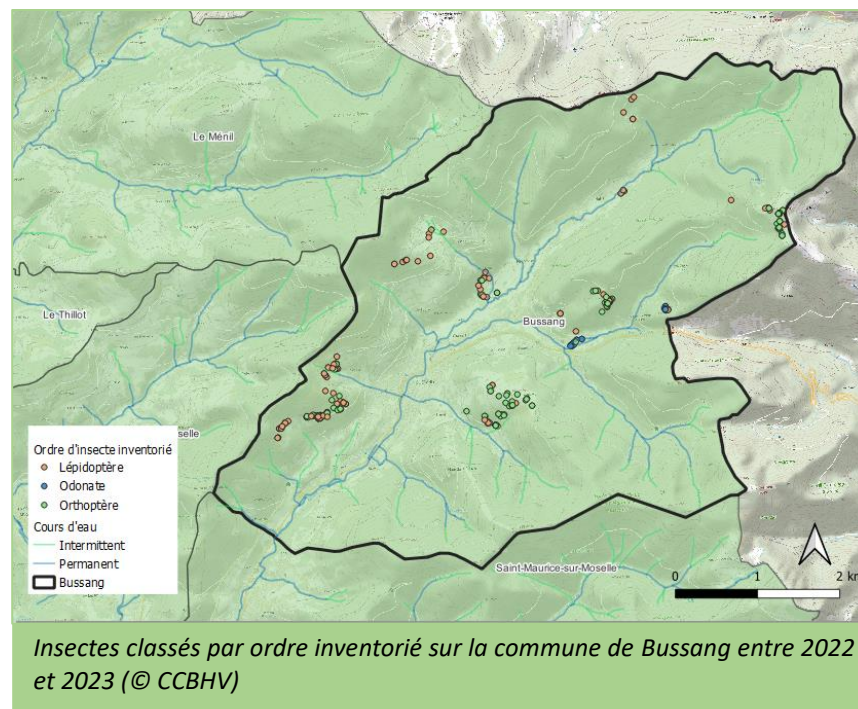 Le Ménil
Le Thillot
Bussang
selle
Ordre d'insecte inventorié
Lépidoptère
Odonate
Orthoptère
Cours d'eau
Intermittent
Permanent
Bussang
Saint-Maurice-sur-Moselle
0 1 2 km
Insectes classés par ordre inventorié sur la commune de Bussang entre 2022
et 2023 (© CCBHV)